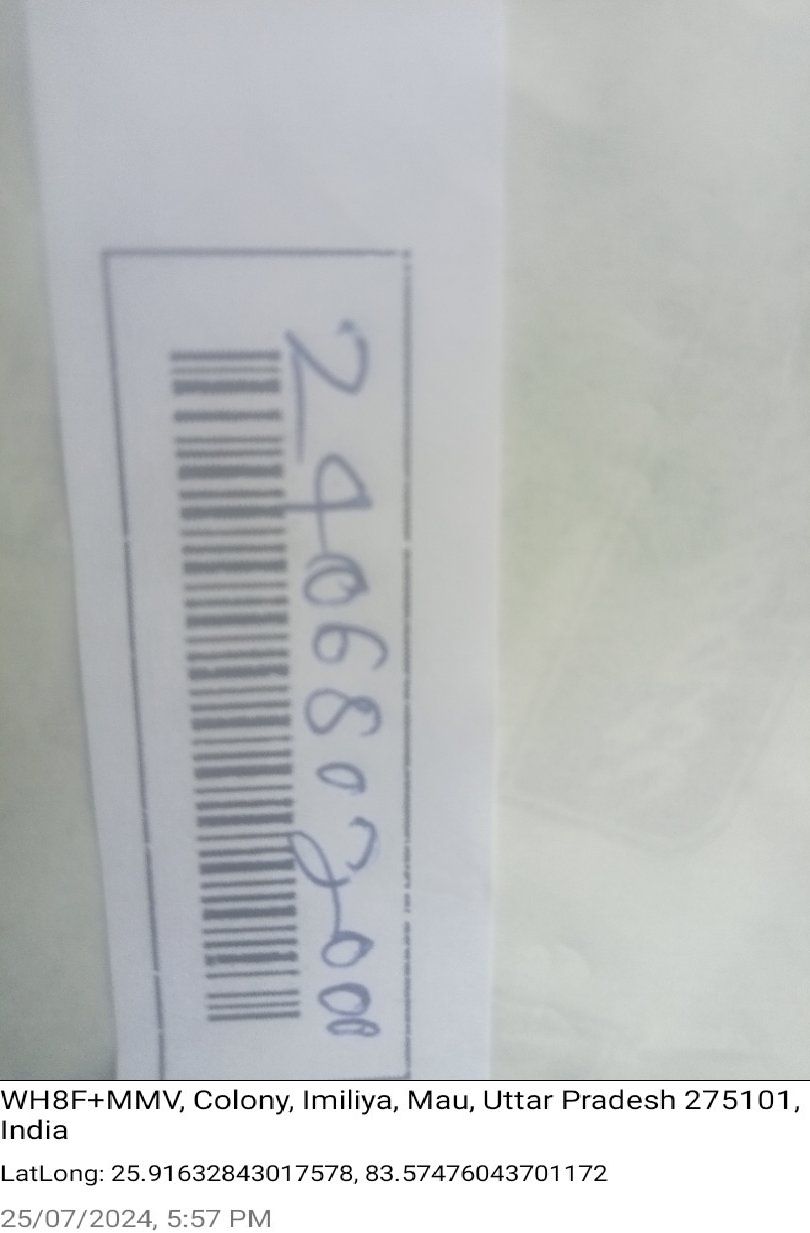 2406802000
WH8F+MMV, Colony, Imiliya, Mau, Uttar Pradesh 275101,
India
LatLong: 25.91632843017578, 83.57476043701172
25/07/2024, 5:57 PM